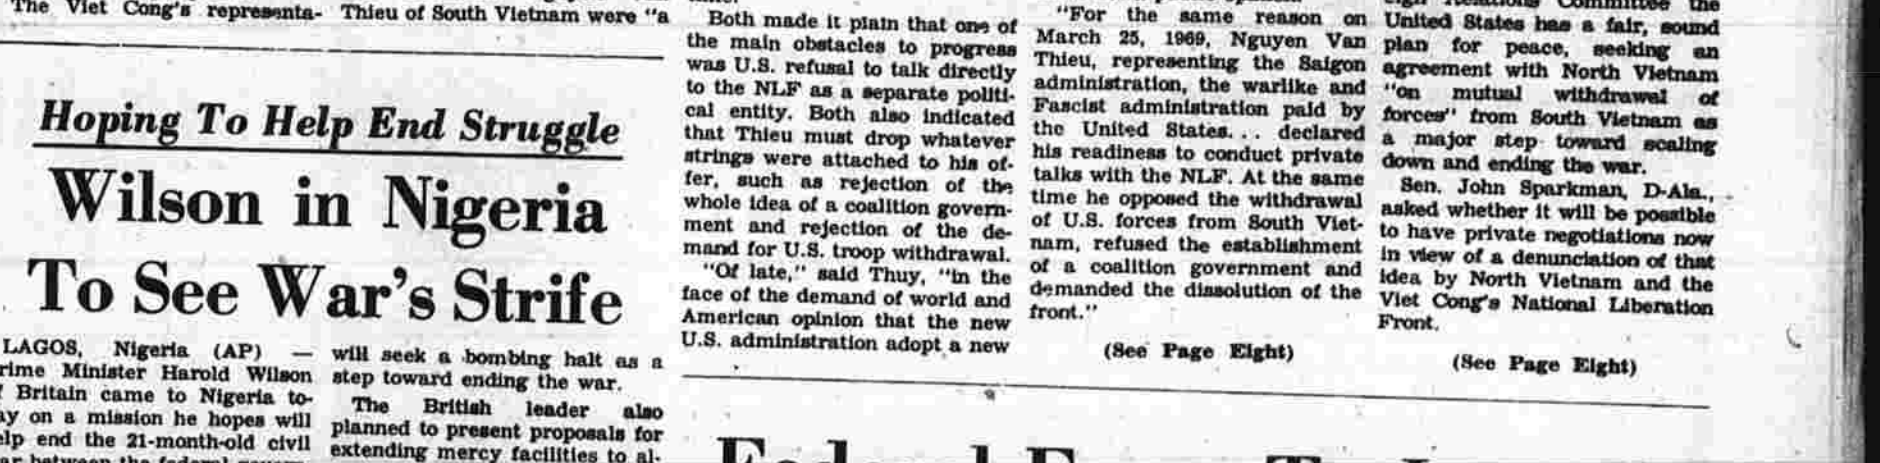 The Viet Cong's representa-
Thieu of South Vietnam were "a
Hoping To Help End Struggle
Wilson in Nigeria
To See War's Strife
LAGOS, Nigeria (AP) —
rime Minister Harold Wilson
Britain came to Nigeria to-
ay on a mission he hopes will
elp end the 21-month-old civil
ar between the federal
will seek a bombing halt as a
step toward ending the war.
The British leader also
planned to present proposals for
extending mercy facilities to al-
Both made it plain that one of
the main obstacles to progress
was U.S. refusal to talk directly
to the NLF as a separate politi-
cal entity. Both also indicated
that Thieu must drop whatever
strings were attached to his of-
fer, such as rejection of the
whole idea of a coalition govern-
ment and rejection of the de-
mand for U.S. troop withdrawal.
"Of late," said Thuy, "in the
face of the demand of world and
American opinion that the new
U.S. administration adopt a new
"For the same reason on
March 25, 1969, Nguyen Van
Thieu, representing the Saigon
administration, the warlike and
Fascist administration paid by
the United States. . . declared
his readiness to conduct private
talks with the NLF. At the same
time he opposed the withdrawal
of U.S. forces from South Viet-
nam, refused the establishment
of a coalition government and
demanded the dissolution of the
front."
(See Page Eight)
Committee the
United States has a fair, sound
plan for peace, seeking an
agreement with North Vietnam
"on mutual withdrawal of
forces" from South Vietnam as
a major step toward scaling
down and ending the war.
Sen. John Sparkman, D-Ala.,
asked whether it will be possible
to have private negotiations now
in view of a denunciation of that
idea by North Vietnam and the
Viet Cong's National Liberation
Front.
(See Page Eight)